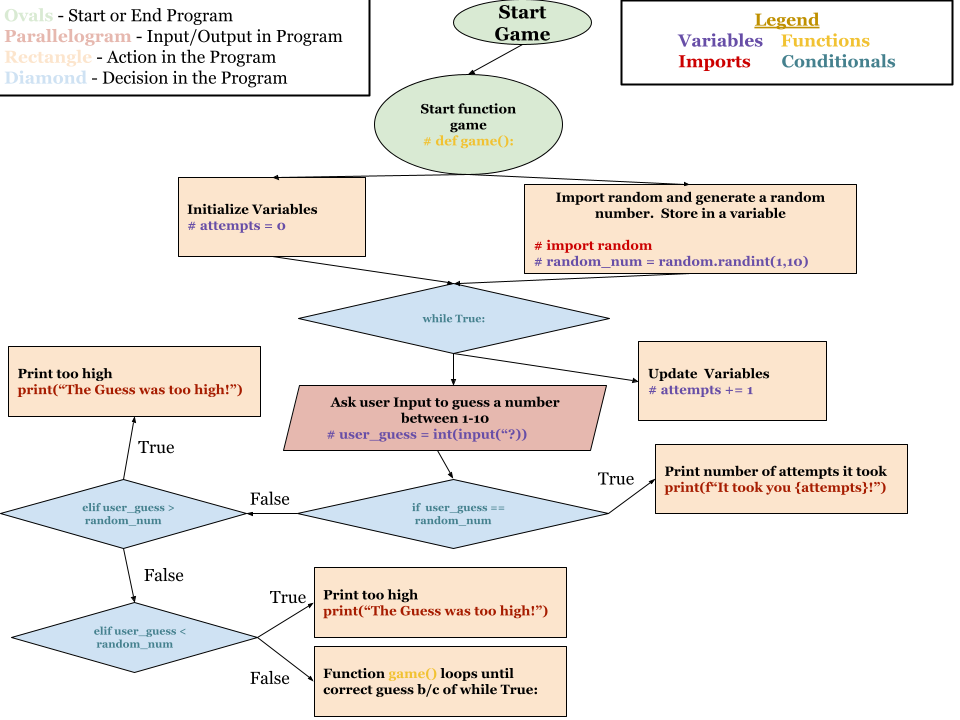 Ovals - Start or End Program
Parallelogram - Input/Output in Program
Rectangle - Action in the Program
Diamond - Decision in the Program
Start
Game
Legend
Variables Functions
Imports Conditionals
Start function
game
# def game():
Initialize Variables
# attempts = 0
Import random and generate a random
number. Store in a variable
# import random
# random_num = random.randint(1,10)
while True:
Print too high
print(“The Guess was too high!”)
Update Variables
# attempts += 1
Ask user Input to guess a number
between 1-10
# user_guess = int(input(“?))
True
True
Print number of attempts it took
print(f“It took you {attempts}!”)
elif user_guess >
random_num
False
if user_guess ==
random_num
False
True
Print too high
print(“The Guess was too high!”)
elif user_guess <
random_num
False
Function game() loops until
correct guess b/c of while True: